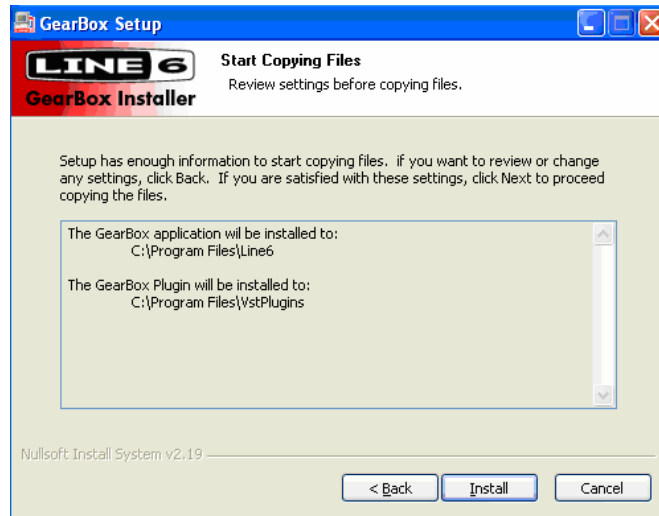 GearBox Setup
LINE 6
GearBox Installer
Start Copying Files
Review settings before copying files.
Setup has enough information to start copying files. if you want to review or change
any settings, click Back. If you are satisfied with these settings, click Next to proceed
copying the files.
The GearBox application wil be installed to:
C:\Program Files\Line6
The GearBox Plugin will be installed to:
C:\Program Files\VstPlugins
Nullsoft Install System v2.19
< Back
Install
Cancel